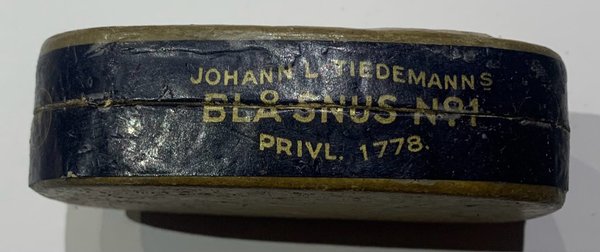 JOHANN L. TIEDEMANNS
BLÅ SNUS No1
PRIVL. 1778.